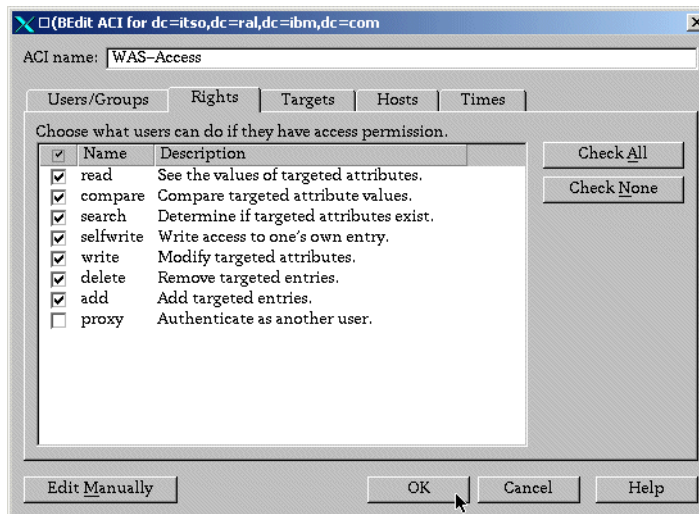 □(BEdit ACI for dc=itso,dc=ral,dc=ibm,dc=com
ACI name: WAS-Access
Users/Groups Rights Targets Hosts Times
Choose what users can do if they have access permission.
Name Description
read See the values of targeted attributes.
compare Compare targeted attribute values.
search Determine if targeted attributes exist.
selfwrite Write access to one's own entry.
write Modify targeted attributes.
delete Remove targeted entries.
add Add targeted entries.
proxy Authenticate as another user.
Check All
Check None
Edit Manually OK Cancel Help